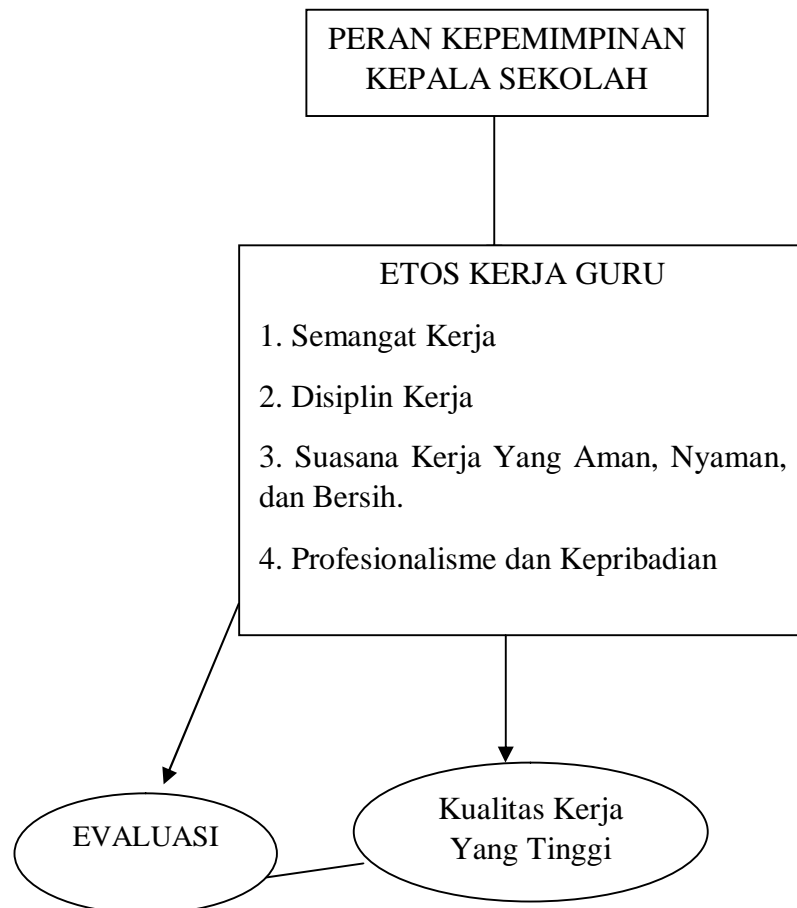 PERAN KEPEMIMPINAN
KEPALA SEKOLAH
ETOS KERJA GURU
1. Semangat Kerja
2. Disiplin Kerja
3. Suasana Kerja Yang Aman, Nyaman,
dan Bersih.
4. Profesionalisme dan Kepribadian
EVALUASI
Kualitas Kerja
Yang Tinggi